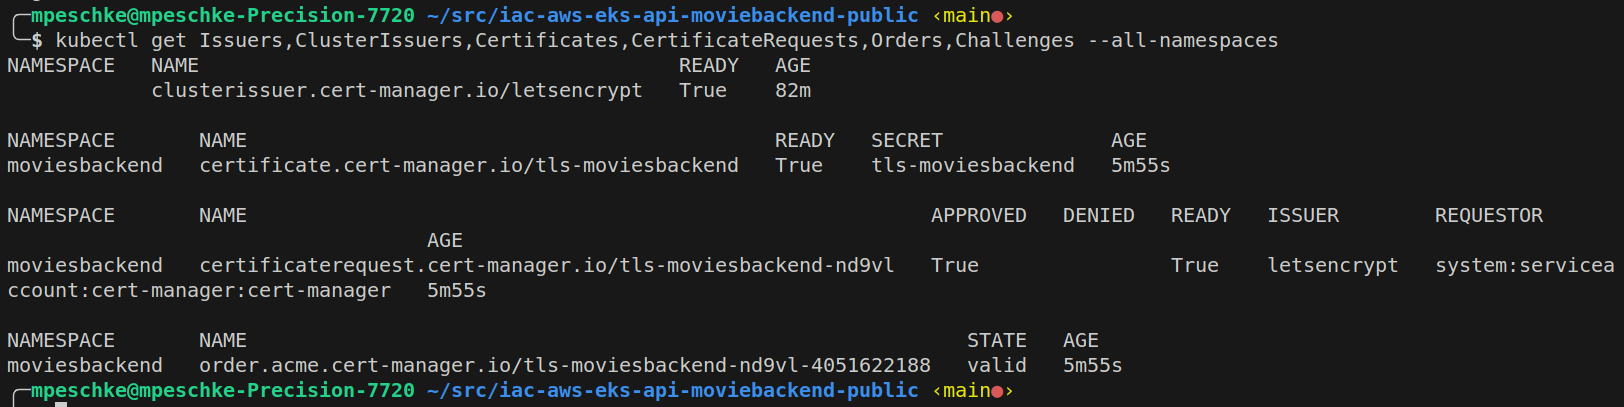 mpeschke@mpeschke-Precision-7720 ~/src/iac-aws-eks-api-moviebackend-public ‹main●›
$ kubectl get Issuers,ClusterIssuers,Certificates,CertificateRequests,Orders,Challenges --all-namespaces
NAMESPACE   NAME                                        READY   AGE
            clusterissuer.cert-manager.io/letsencrypt   True    82m
NAMESPACE       NAME                                            READY   SECRET              AGE
moviesbackend   certificate.cert-manager.io/tls-moviesbackend   True    tls-moviesbackend   5m55s
NAMESPACE       NAME                                                         APPROVED   DENIED   READY   ISSUER        REQUESTOR
                                   AGE
moviesbackend   certificaterequest.cert-manager.io/tls-moviesbackend-nd9vl   True                True    letsencrypt   system:servicea
ccount:cert-manager:cert-manager   5m55s
NAMESPACE       NAME                                                            STATE   AGE
moviesbackend   order.acme.cert-manager.io/tls-moviesbackend-nd9vl-4051622188   valid   5m55s
mpeschke@mpeschke-Precision-7720 ~/src/iac-aws-eks-api-moviebackend-public ‹main●›